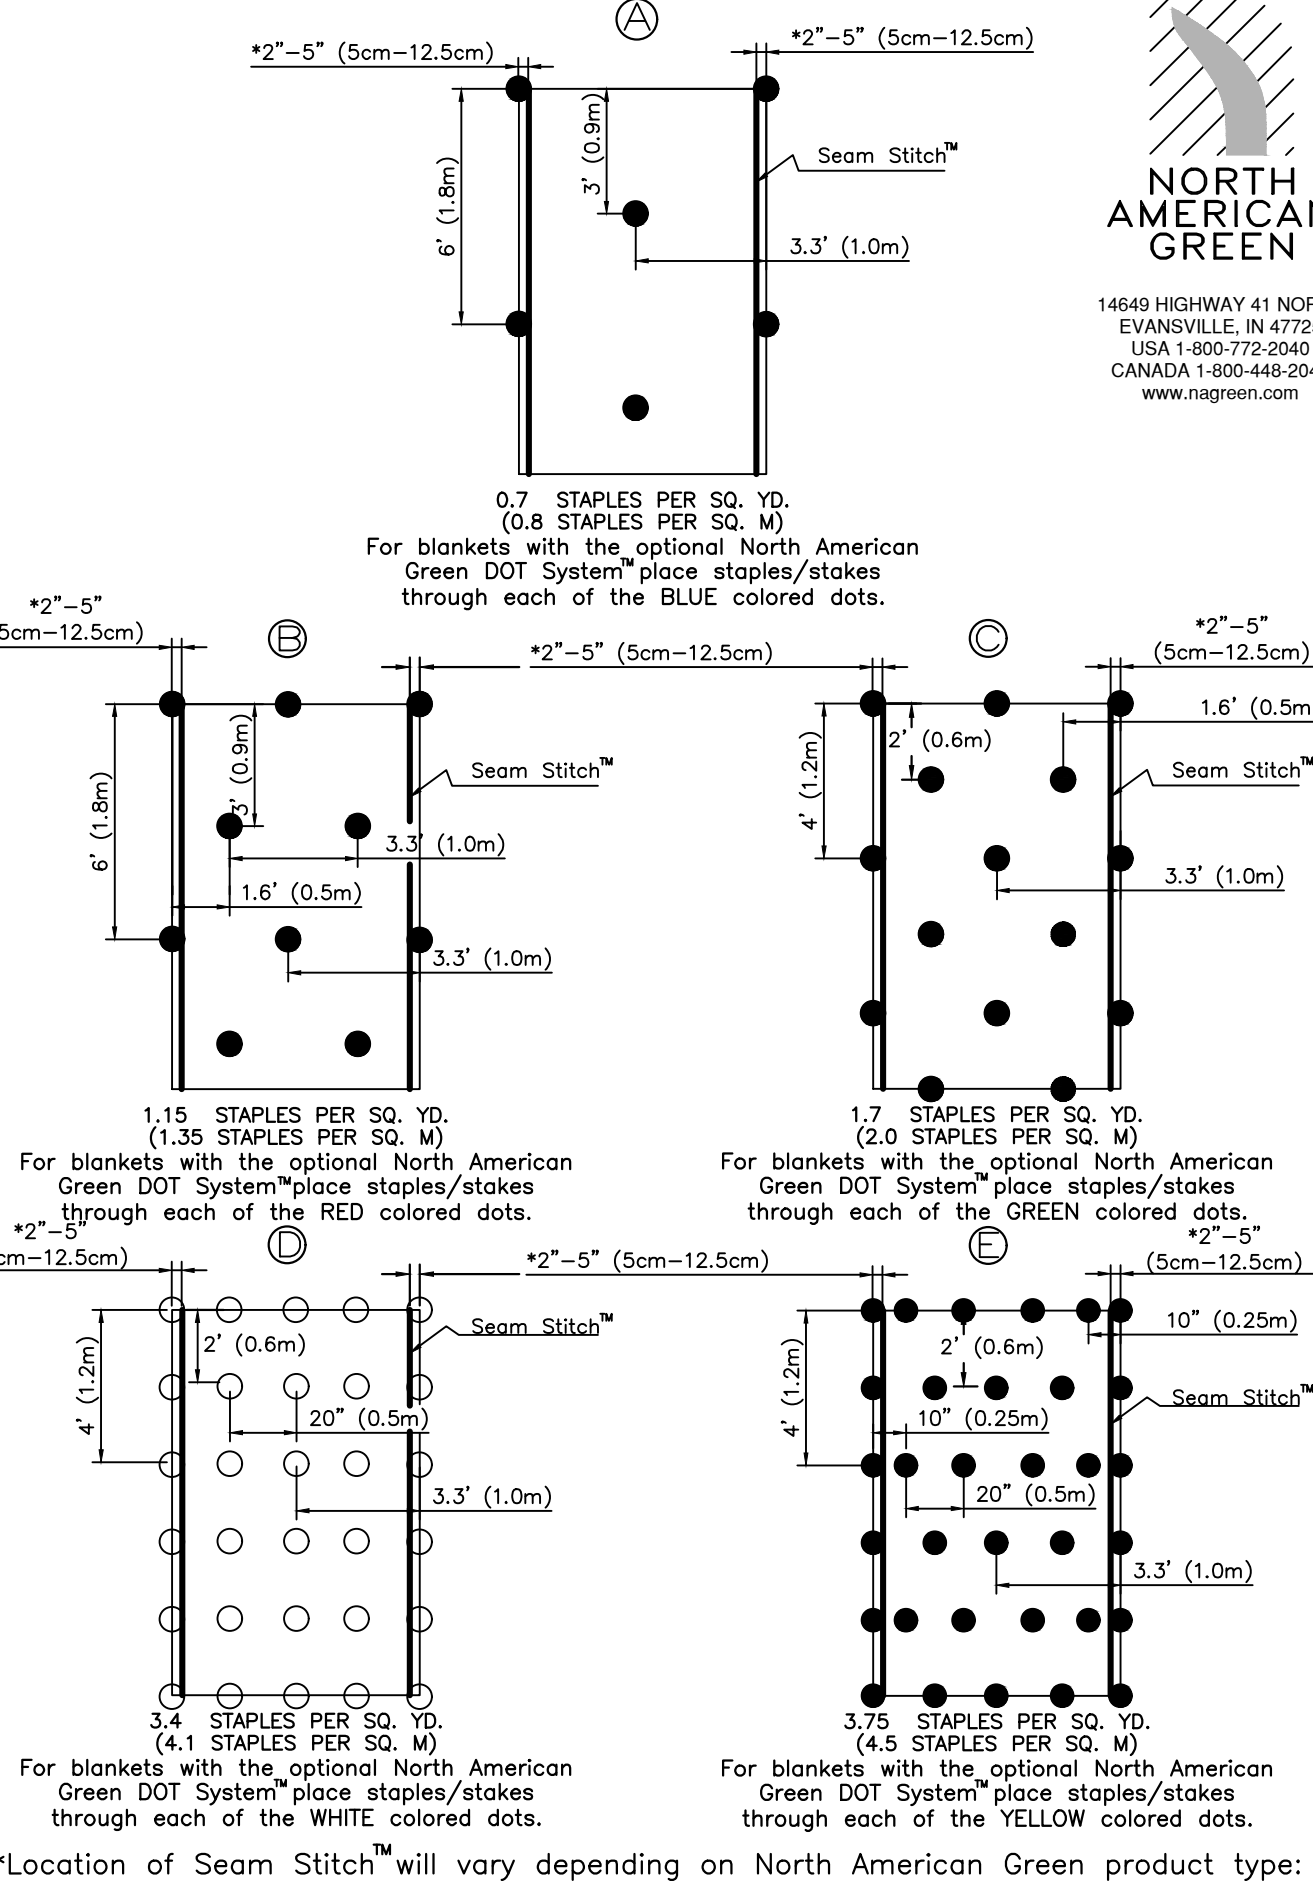 A
*2”-5” (5cm-12.5cm)
*2”-5” (5cm-12.5cm)
3’ (0.9m)
6’ (1.8m)
Seam Stitch™
3.3’ (1.0m)
NORTH
AMERICAN
GREEN
14649 HIGHWAY 41
EVANSVILLE, IN
USA 1-800-772-2040
CANADA
www.nagreen.com
0.7 STAPLES PER SQ. YD.
(0.8 STAPLES PER SQ. M)
For blankets with the optional North American
Green DOT System™ place staples/stakes
through each of the BLUE colored dots.
*2”-5”
5cm-12.5cm)
B
*2”-5” (5cm-12.5cm)
3’ (0.9m)
6’ (1.8m)
Seam Stitch™
3.3’ (1.0m)
1.6’ (0.5m)
3.3’ (1.0m)
1.15 STAPLES PER SQ. YD.
(1.35 STAPLES PER SQ. M)
For blankets with the optional North American
Green DOT System™ place staples/stakes
through each of the RED colored dots.
C
*2”-5”
(5cm-12.5cm)
1.6’ (0.5m
2’ (0.6m)
4’ (1.2m)
Seam Stitch™
3.3’ (1.0m)
1.7 STAPLES PER SQ. YD.
(2.0 STAPLES PER SQ. M)
For blankets with the optional North American
Green DOT System™ place staples/stakes
through each of the GREEN colored dots.
*2”-5”
cm-12.5cm)
D
*2”-5” (5cm-12.5cm)
2’ (0.6m)
4’ (1.2m)
Seam Stitch™
20” (0.5m)
3.3’ (1.0m)
3.4 STAPLES PER SQ. YD.
(4.1 STAPLES PER SQ. M)
For blankets with the optional North American
Green DOT System™ place staples/stakes
through each of the WHITE colored dots.
E
*2”-5”
(5cm-12.5cm)
10” (0.25m)
2’ (0.6m)
4’ (1.2m)
Seam Stitch™
10” (0.25m)
20” (0.5m)
3.3’ (1.0m)
3.75 STAPLES PER SQ. YD.
(4.5 STAPLES PER SQ. M)
For blankets with the optional North American
Green DOT System™ place staples/stakes
through each of the YELLOW colored dots.
*Location of Seam Stitch™ will vary depending on North American Green product type: